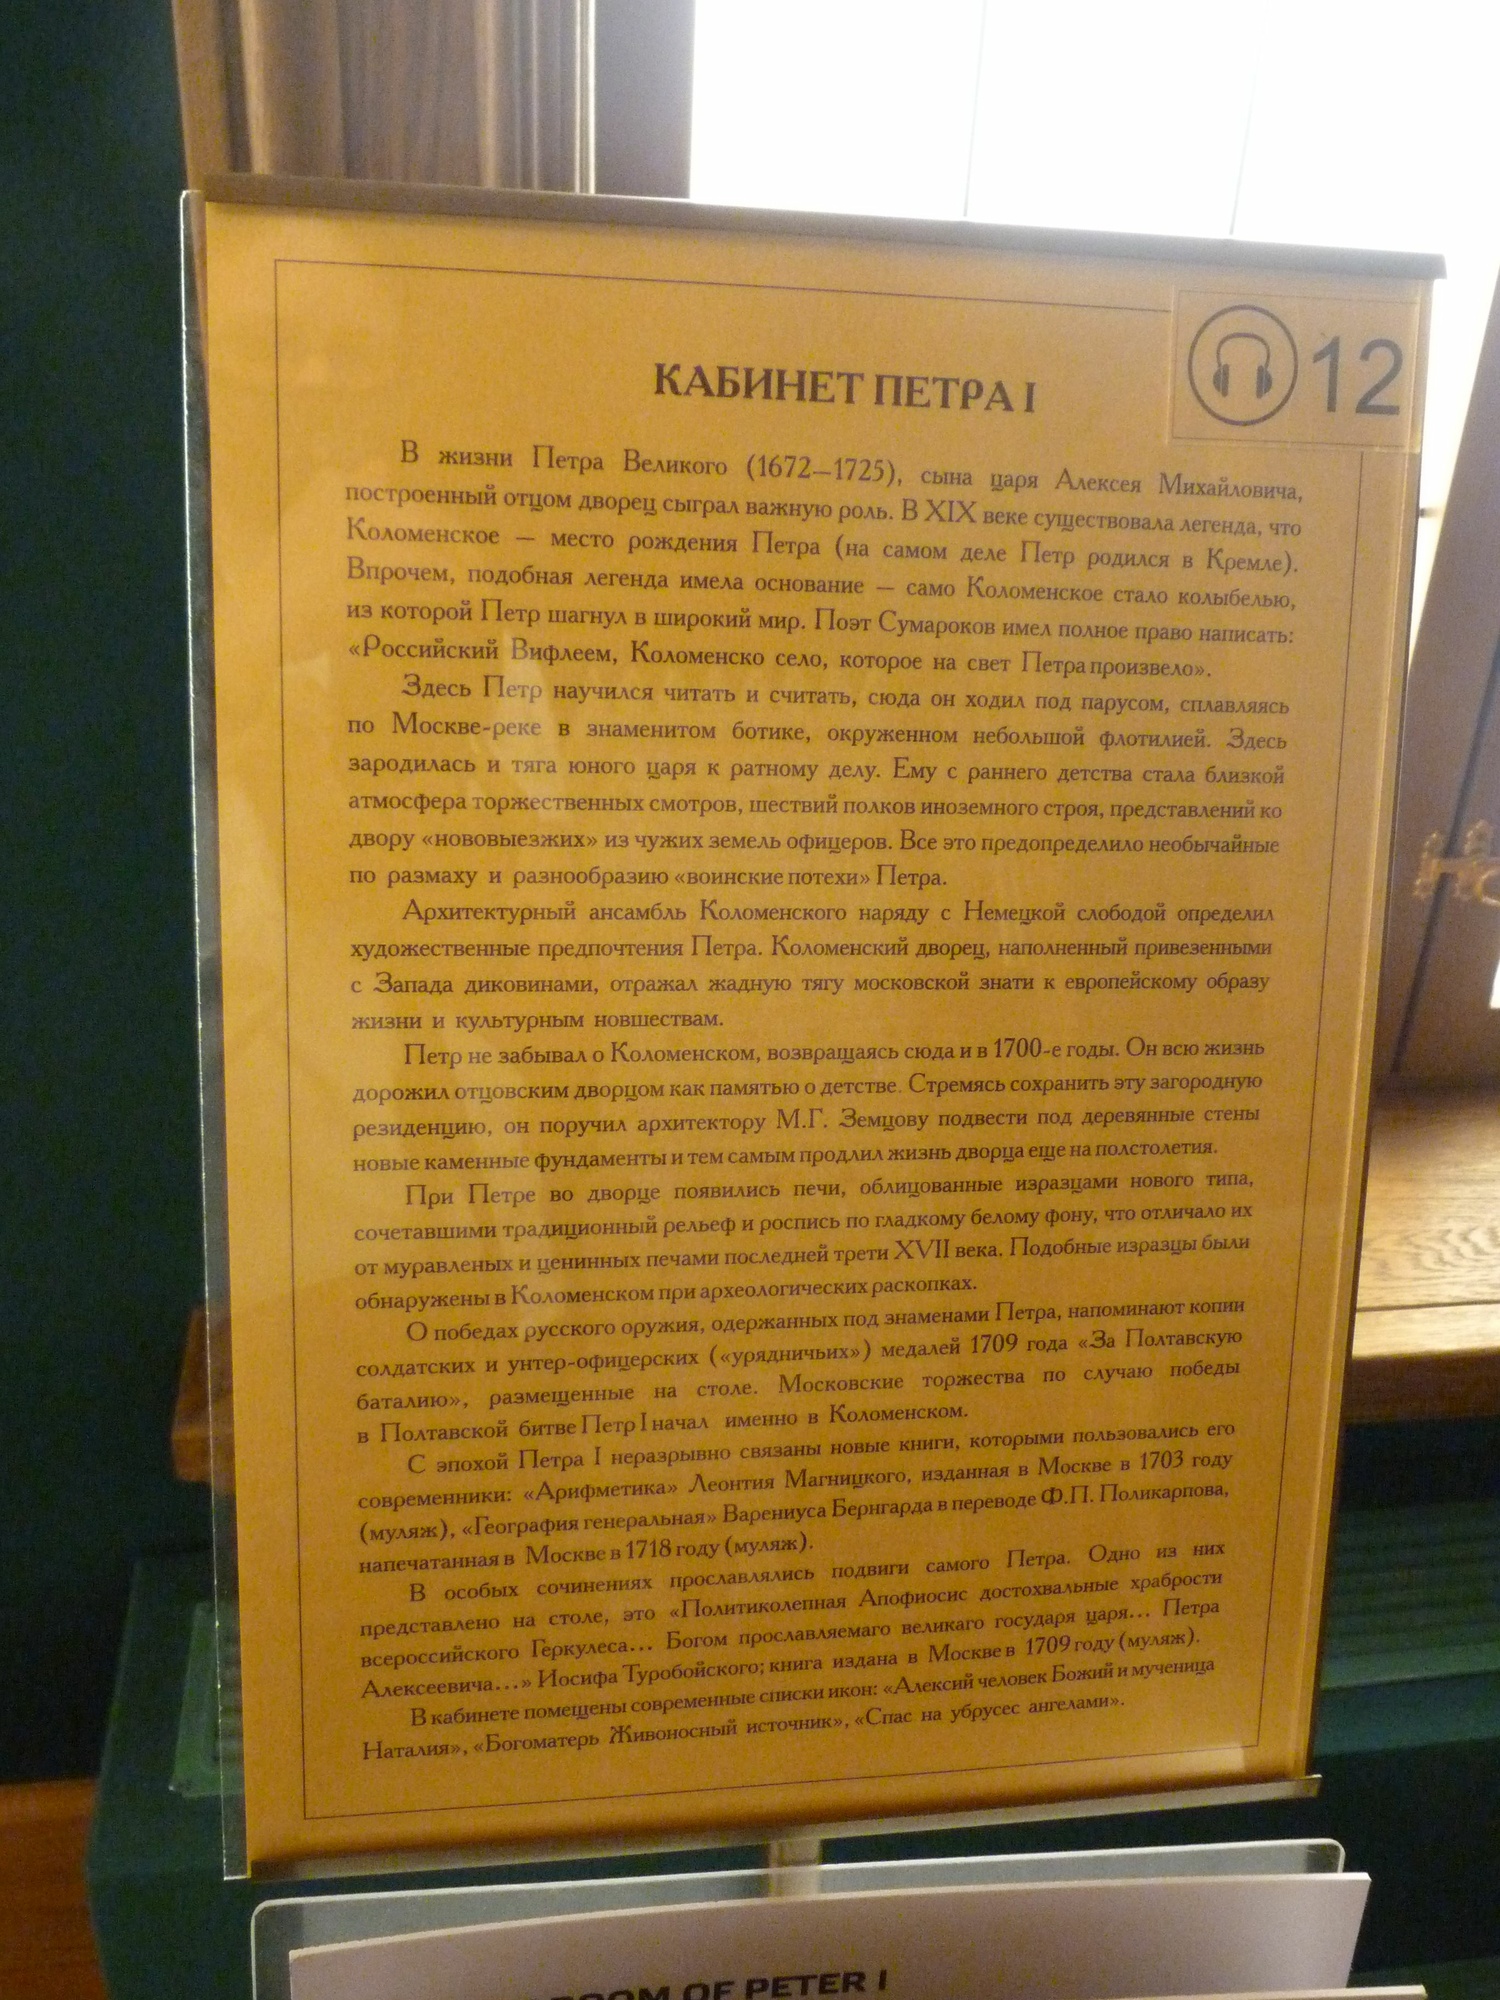 КАБИНЕТ ПЕТРА I
12
В жизни Петра Великого (1672–1725), сына царя Алексея Михайловича,
построенный отцом дворец сыграл важную роль. В XIX веке существовала легенда, что
Коломенское — место рождения Петра (на самом деле Петр родился в Кремле).
Впрочем, подобная легенда имела основание — само Коломенское стало колыбелью,
из которой Петр шагнул в широкий мир. Поэт Сумароков имел полное право написать:
«Российский Вифлеем, Коломенско село, которое на свет Петра произвело».
Здесь Петр научился читать и считать, сюда он ходил под парусом, сплавляясь
по Москве-реке в знаменитом ботике, окруженном небольшой флотилией. Здесь
зародилась и тяга юного царя к ратному делу. Ему с раннего детства стала близкой
атмосфера торжественных смотров, шествий полков иноземного строя, представлений ко
двору «нововыезжих» из чужих земель офицеров. Все это предопределило необычайные
по размаху и разнообразию «воинские потехи» Петра.
Архитектурный ансамбль Коломенского наряду с Немецкой слободой определил
художественные предпочтения Петра. Коломенский дворец, наполненный привезенными
с Запада диковинами, отражал жадную тягу московской знати к европейскому образу
жизни и культурным новшествам.
Петр не забывал о Коломенском, возвращаясь сюда и в 1700-е годы. Он всю жизнь
дорожил отцовским дворцом как памятью о детстве. Стремясь сохранить эту загородную
резиденцию, он поручил архитектору М.Г. Земцову подвести под деревянные стены
новые каменные фундаменты и тем самым продлил жизнь дворца еще на полстолетия.
При Петре во дворце появились печи, облицованные изразцами нового типа,
сочетавшими традиционный рельеф и роспись по гладкому белому фону, что отличало их
от муравленых и ценинных печами последней трети XVII века. Подобные изразцы были
обнаружены в Коломенском при археологических раскопках.
О победах русского оружия, одержанных под знаменами Петра, напоминают копии
солдатских и унтер-офицерских («урядничьих») медалей 1709 года «За Полтавскую
баталию», размещенные на столе. Московские торжества по случаю победы
в Полтавской битве Петр I начал именно в Коломенском.
С эпохой Петра I неразрывно связаны новые книги, которыми пользовались его
современники: «Арифметика» Леонтия Магницкого, изданная в Москве в 1703 году
(муляж), «География генеральная» Варениуса Бернгарда в переводе Ф.П. Поликарпова,
напечатанная в Москве в 1718 году (муляж).
В особых сочинениях прославлялись подвиги самого Петра. Одно из них
представлено на столе, это «Политиколепная Апофиосис достохвальные храбрости
всероссийского Геркулеса... Богом прославляемаго великаго государя царя... Петра
Алексеевича...» Иосифа Туробойского; книга издана в Москве в 1709 году (муляж).
В кабинете помещены современные списки икон: «Алексий человек Божий и мученица
Наталия», «Богоматерь Живоносный источник», «Спас на убрусес ангелами».
ROOM OF PETER I